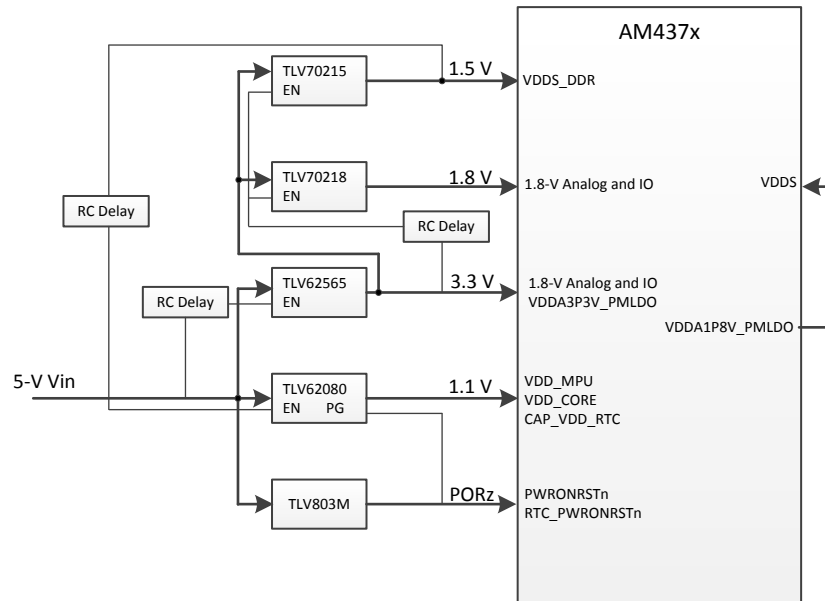 AM437x
TLV70215
EN
1.5 V
VDDS_DDR
TLV70218
EN
1.8 V
1.8-V Analog and IO
VDDS
RC Delay
RC Delay
TLV62565
EN
3.3 V
1.8-V Analog and IO
VDDA3P3V_PMLDO
RC Delay
VDDA1P8V_PMLDO
5-V Vin
TLV62080
EN PG
1.1 V
VDD_MPU
VDD_CORE
CAP_VDD_RTC
TLV803M
PORz
PWRONRSTn
RTC_PWRONRSTn